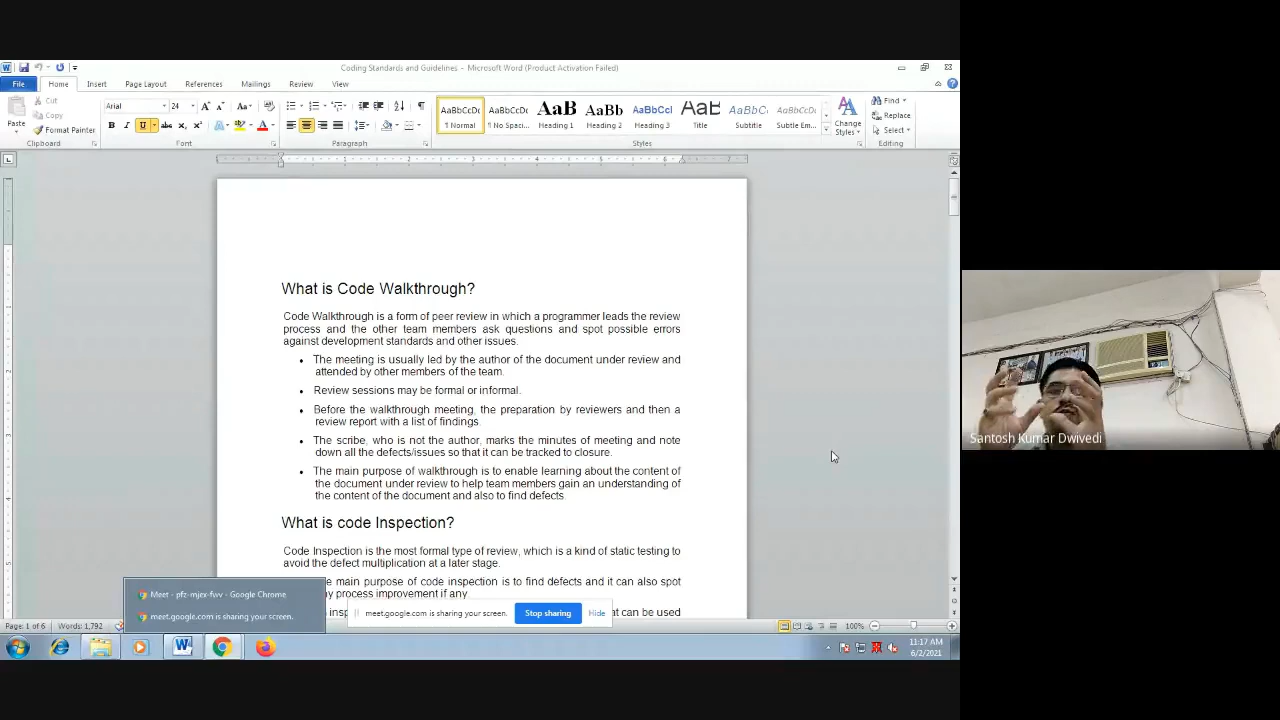 Coding Standards and Guidelines - Microsoft Word (Product Activation Failed)
File Home Insert Page Layout References Mailings Review View
Cut
Copy
Format Painter
Paste
Clipboard
Arial 24
Font
Paragraph
AaBbCcDc AaBbCcDc AaB AaBb AaBbCcI AaB AaBbCcDc AaBbCcDc
¶ Normal ¶ No Spaci... Heading 1 Heading 2 Heading 3 Title Subtitle Subtle Em...
Styles
Change
Styles
Find
Replace
Select
Editing
What is Code Walkthrough?
Code Walkthrough is a form of peer review in which a programmer leads the review
process and the other team members ask questions and spot possible errors
against development standards and other issues.
• The meeting is usually led by the author of the document under review and
attended by other members of the team.
• Review sessions may be formal or informal.
• Before the walkthrough meeting, the preparation by reviewers and then a
review report with a list of findings.
• The scribe, who is not the author, marks the minutes of meeting and note
down all the defects/issues so that it can be tracked to closure.
• The main purpose of walkthrough is to enable learning about the content of
the document under review to help team members gain an understanding of
the content of the document and also to find defects
What is code Inspection?
Code Inspection is the most formal type of review, which is a kind of static testing to
avoid the defect multiplication at a later stage.
main purpose of code inspection is to find defects and it can also spot
process improvement if any
can be used
Meet - pfz-mjex-fwv - Google Chrome
meet.google.com is sharing your screen.
meet.google.com is sharing your screen. Stop sharing Hide
Page: 1 of 6 Words: 1,792
100%
11:17 AM
6/2/2021
Santosh Kumar Dwivedi